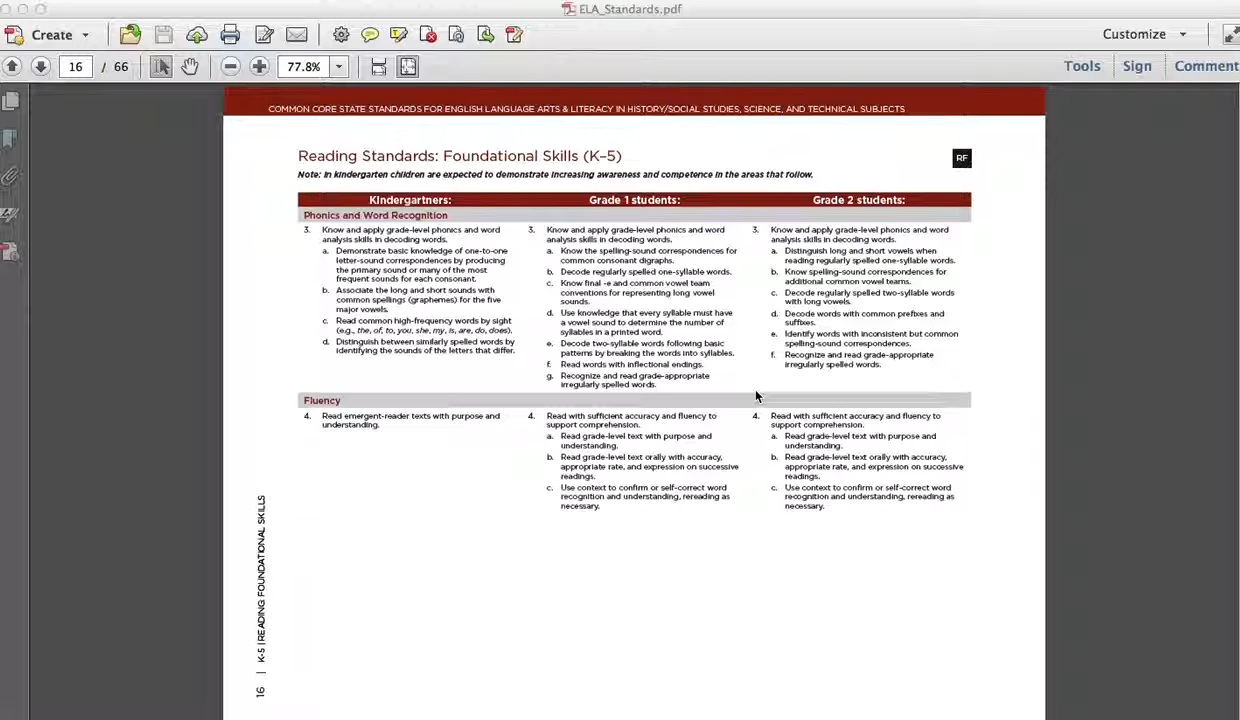 ELA_Standards.pdf
Create
Customize
16 / 66
77.8%
Tools
Sign
Comment
COMMON CORE STATE STANDARDS FOR ENGLISH LANGUAGE ARTS & LITERACY IN HISTORY/SOCIAL STUDIES, SCIENCE, AND TECHNICAL SUBJECTS
Reading Standards: Foundational Skills (K–5)
RF
Note: In kindergarten children are expected to demonstrate increasing awareness and competence in the areas that follow.
Kindergartners:
Grade 1 students:
Grade 2 students:
Phonics and Word Recognition
3. Know and apply grade-level phonics and word
analysis skills in decoding words.
a. Demonstrate basic knowledge of one-to-one
letter-sound correspondences by producing
the primary sound or many of the most
frequent sounds for each consonant.
b. Associate the long and short sounds with
common spellings (graphemes) for the five
major vowels.
c. Read common high-frequency words by sight
(e.g., the, of, to, you, she, my, is, are, do, does).
d. Distinguish between similarly spelled words by
identifying the sounds of the letters that differ.
3. Know and apply grade-level phonics and word
analysis skills in decoding words.
a. Know the spelling-sound correspondences for
common consonant digraphs.
b. Decode regularly spelled one-syllable words.
c. Know final -e and common vowel team
conventions for representing long vowel
sounds.
d. Use knowledge that every syllable must have
a vowel sound to determine the number of
syllables in a printed word.
e. Decode two-syllable words following basic
patterns by breaking the words into syllables.
f. Read words with inflectional endings.
g. Recognize and read grade-appropriate
irregularly spelled words.
3. Know and apply grade-level phonics and word
analysis skills in decoding words.
a. Distinguish long and short vowels when
reading regularly spelled one-syllable words.
b. Know spelling-sound correspondences for
additional common vowel teams.
c. Decode regularly spelled two-syllable words
with long vowels.
d. Decode words with common prefixes and
suffixes.
e. Identify words with inconsistent but common
spelling-sound correspondences.
f. Recognize and read grade-appropriate
irregularly spelled words.
Fluency
4. Read emergent-reader texts with purpose and
understanding.
4. Read with sufficient accuracy and fluency to
support comprehension.
a. Read grade-level text with purpose and
understanding.
b. Read grade-level text orally with accuracy,
appropriate rate, and expression on successive
readings.
c. Use context to confirm or self-correct word
recognition and understanding, rereading as
necessary.
4. Read with sufficient accuracy and fluency to
support comprehension.
a. Read grade-level text with purpose and
understanding.
b. Read grade-level text orally with accuracy,
appropriate rate, and expression on successive
readings.
c. Use context to confirm or self-correct word
recognition and understanding, rereading as
necessary.
16 | K-5 | READING FOUNDATIONAL SKILLS